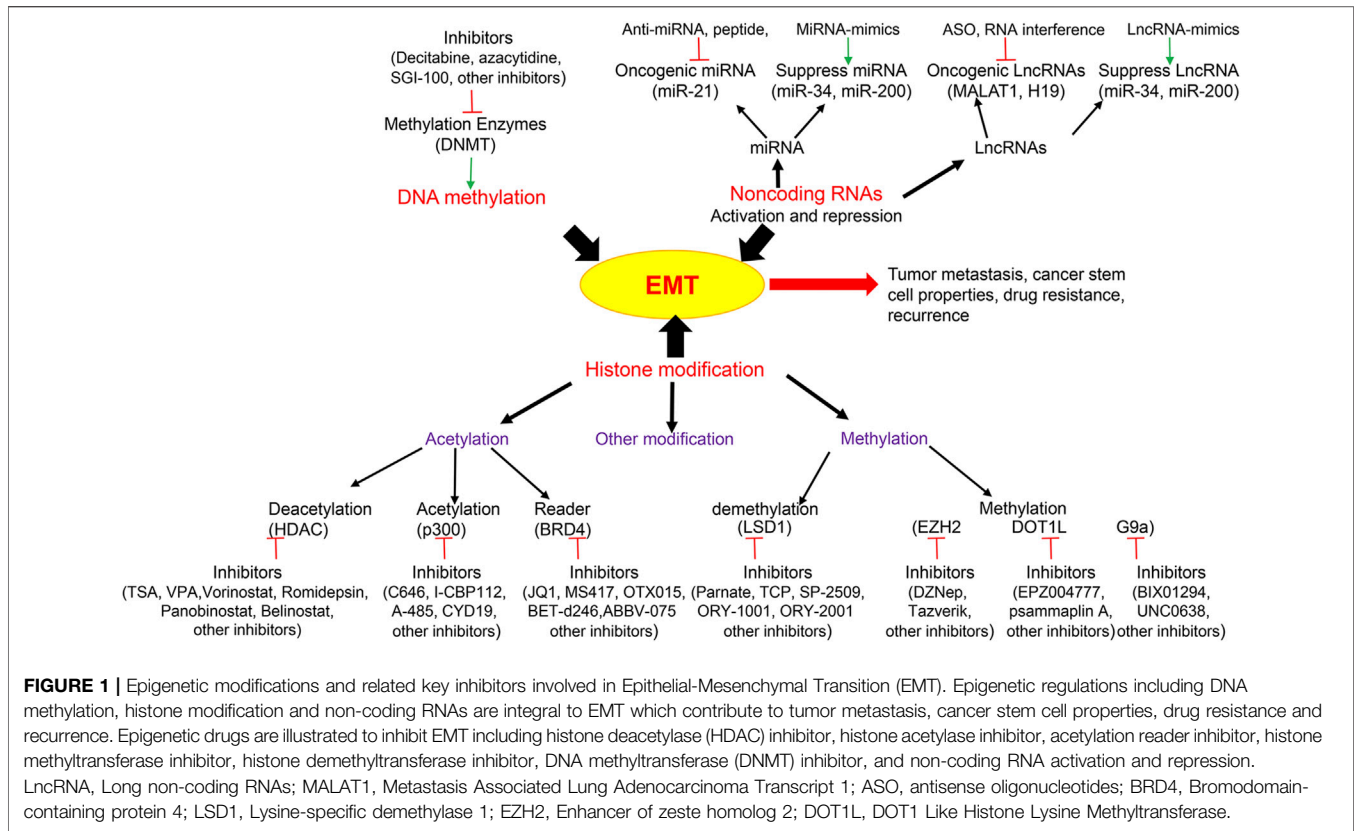 Inhibitors
(Decitabine, azacytidine,
SGI-100, other inhibitors)
Methylation Enzymes
(DNMT)
DNA methylation
Anti-miRNA, peptide,
Oncogenic miRNA
(miR-21)
MiRNA-mimics
Suppress miRNA
(miR-34, miR-200)
miRNA
ASO, RNA interference
Oncogenic LncRNAs
(MALAT1, H19)
LncRNA-mimics
Suppress LncRNA
(miR-34, miR-200)
LncRNAs
Noncoding RNAs
Activation and repression
EMT
Tumor metastasis, cancer stem
cell properties, drug resistance,
recurrence
Histone modification
Acetylation
Other modification
Methylation
Deacetylation
(HDAC)
Inhibitors
(TSA, VPA,Vorinostat, Romidepsin,
Panobinostat, Belinostat,
other inhibitors)
Acetylation
(p300)
Inhibitors
(C646, I-CBP112,
A-485, CYD19,
other inhibitors)
Reader
(BRD4)
Inhibitors
(JQ1, MS417, OTX015,
BET-d246,ABBV-075
other inhibitors)
demethylation
(LSD1)
Inhibitors
(Parnate, TCP, SP-2509,
ORY-1001, ORY-2001
other inhibitors)
Methylation
(EZH2
DOT1L
G9a)
Inhibitors
(DZNep,
Tazverik,
other inhibitors)
Inhibitors
(EPZ004777,
psammaplin A,
other inhibitors)
Inhibitors
(BIX01294,
UNC0638,
other inhibitors)
FIGURE 1 | Epigenetic modifications and related key inhibitors involved in Epithelial-Mesenchymal Transition (EMT). Epigenetic regulations including DNA
methylation, histone modification and non-coding RNAs are integral to EMT which contribute to tumor metastasis, cancer stem cell properties, drug resistance and
recurrence. Epigenetic drugs are illustrated to inhibit EMT including histone deacetylase (HDAC) inhibitor, histone acetylase inhibitor, acetylation reader inhibitor, histone
methyltransferase inhibitor, histone demethyltransferase inhibitor, DNA methyltransferase (DNMT) inhibitor, and non-coding RNA activation and repression.
LncRNA, Long non-coding RNAs; MALAT1, Metastasis Associated Lung Adenocarcinoma Transcript 1; ASO, antisense oligonucleotides; BRD4, Bromodomain-
containing protein 4; LSD1, Lysine-specific demethylase 1; EZH2, Enhancer of zeste homolog 2; DOT1L, DOT1 Like Histone Lysine Methyltransferase.